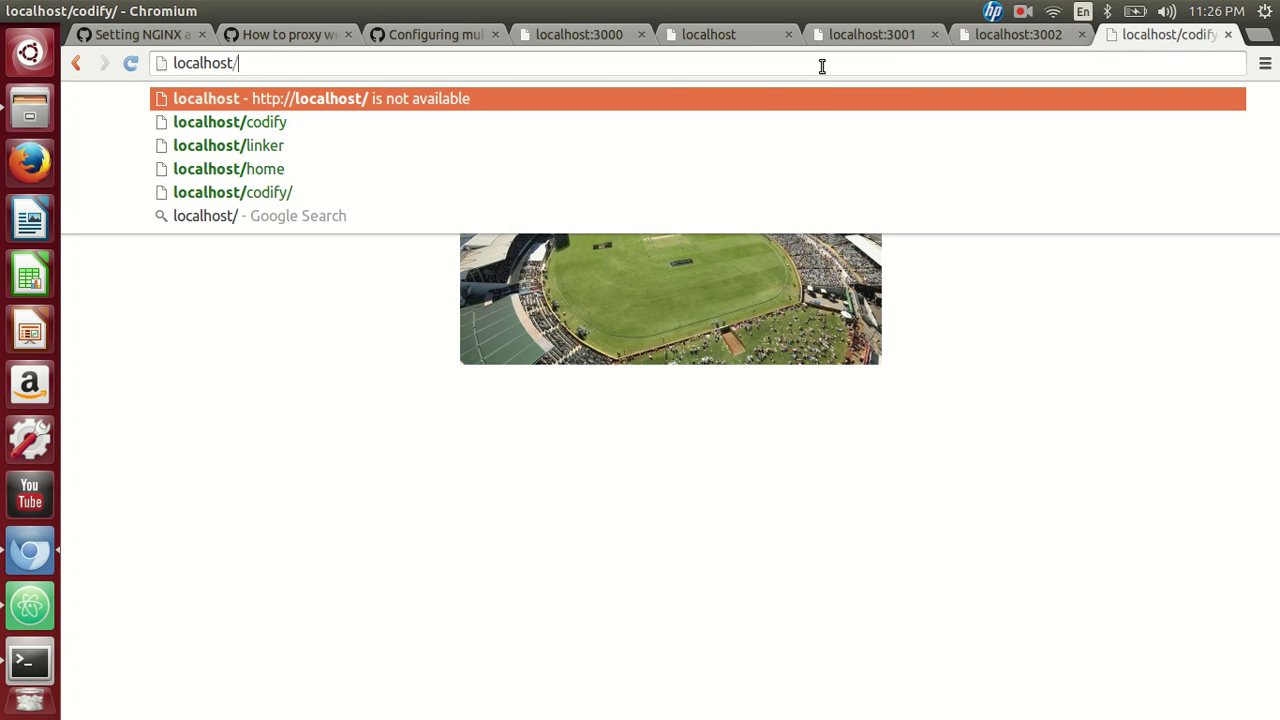 localhost/codify/ - Chromium
hp
En
11:26 PM
Setting NGINX a
How to proxy we
Configuring mul
localhost:3000
localhost
localhost:3001
localhost:3002
localhost/codify
localhost/
localhost - http://localhost/ is not available
localhost/codify
localhost/linker
localhost/home
localhost/codify/
localhost/ - Google Search
a
You
Tube
>_